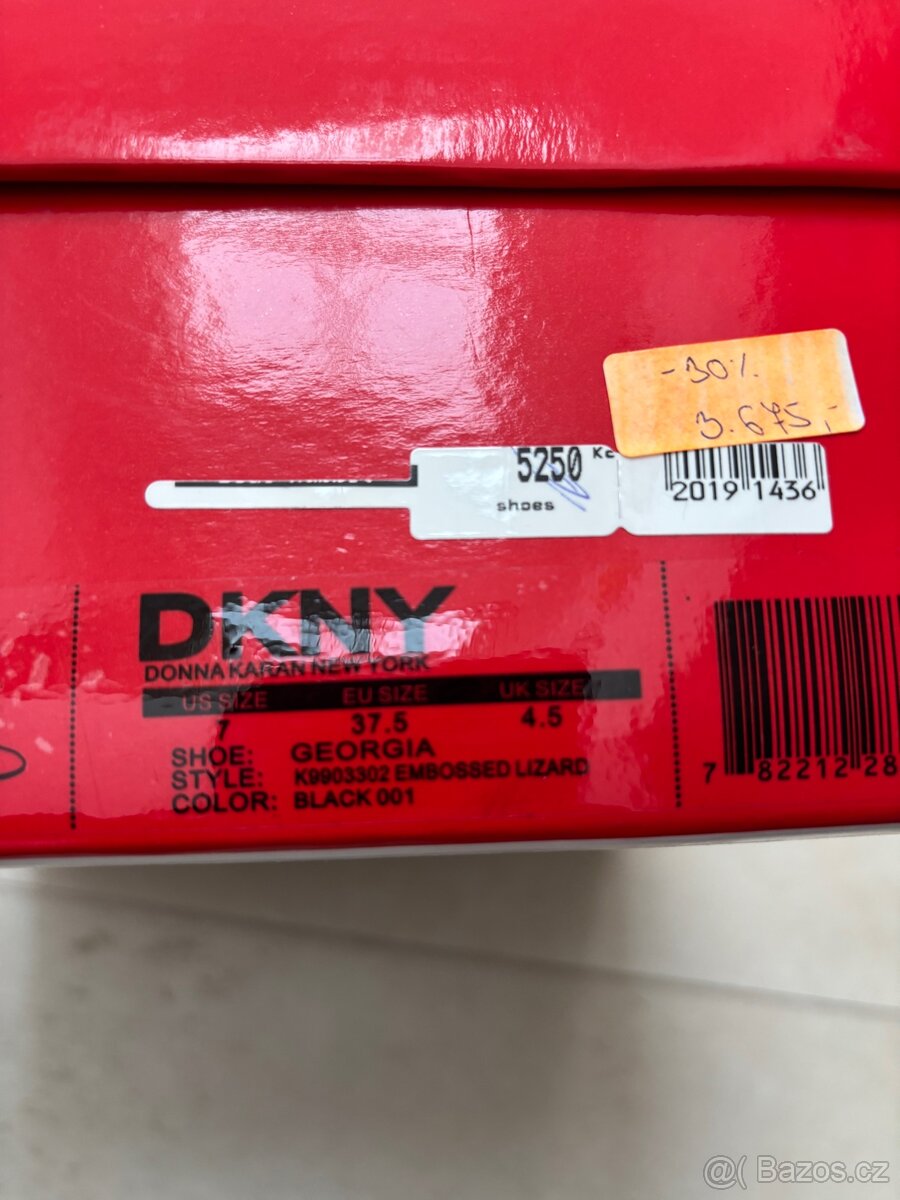 -30%
3.675,-
5250 Kč
shoes
2019 1436
DKNY
DONNA KARAN NEW YORK
US SIZE EU SIZE UK SIZE
7 37.5 4.5
SHOE: GEORGIA
STYLE: K9903302 EMBOSSED LIZARD
COLOR: BLACK 001
7 82212 28
@( Bazos.cz